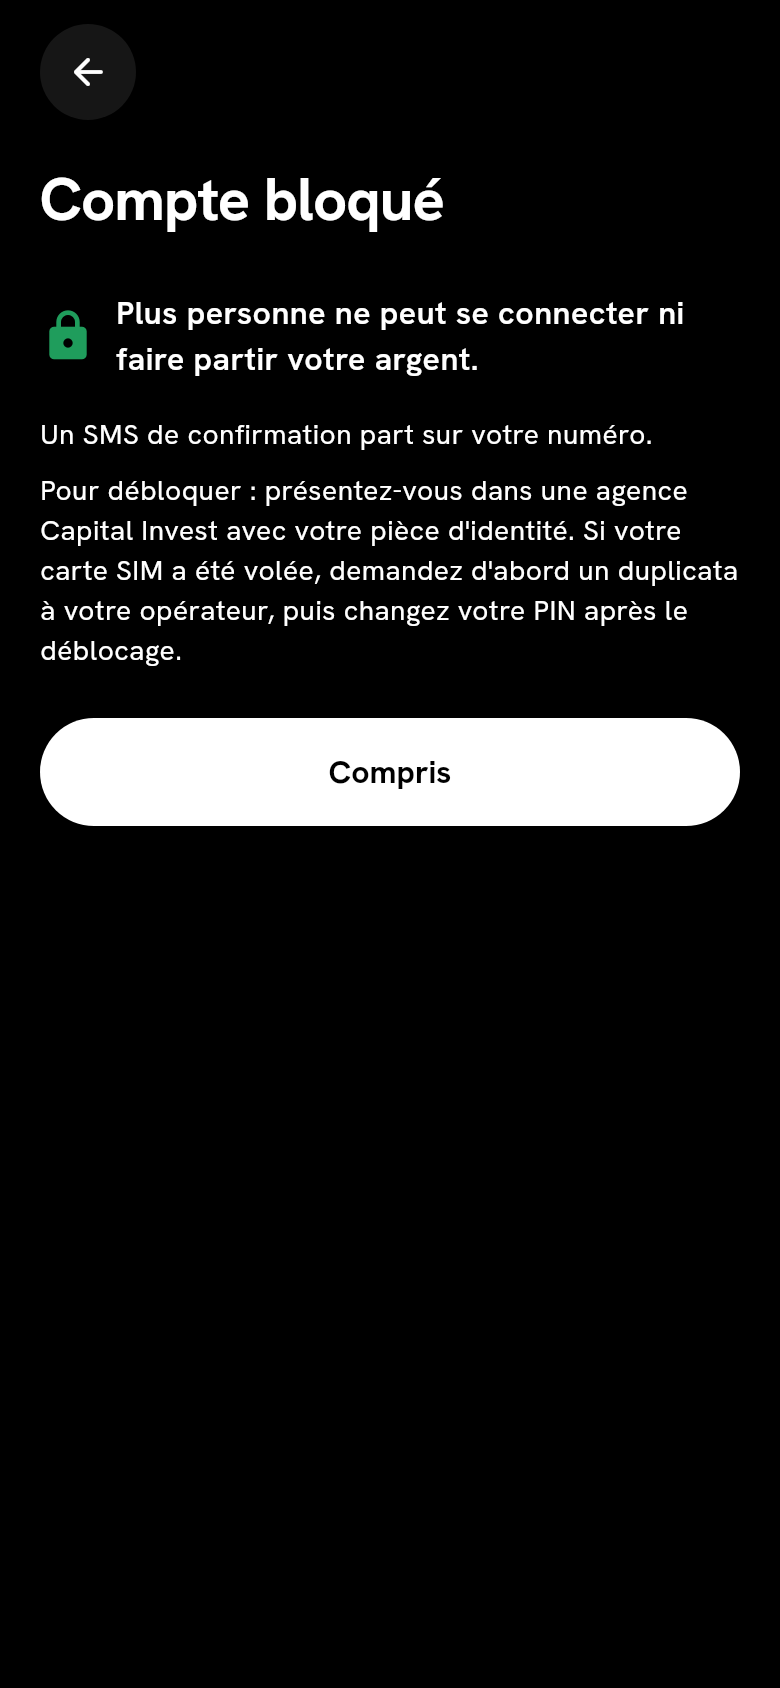 Compte bloqué
Plus personne ne peut se connecter ni
faire partir votre argent.
Un SMS de confirmation part sur votre numéro.
Pour débloquer : présentez-vous dans une agence
Capital Invest avec votre pièce d'identité. Si votre
carte SIM a été volée, demandez d'abord un duplicata
à votre opérateur, puis changez votre PIN après le
déblocage.
Compris